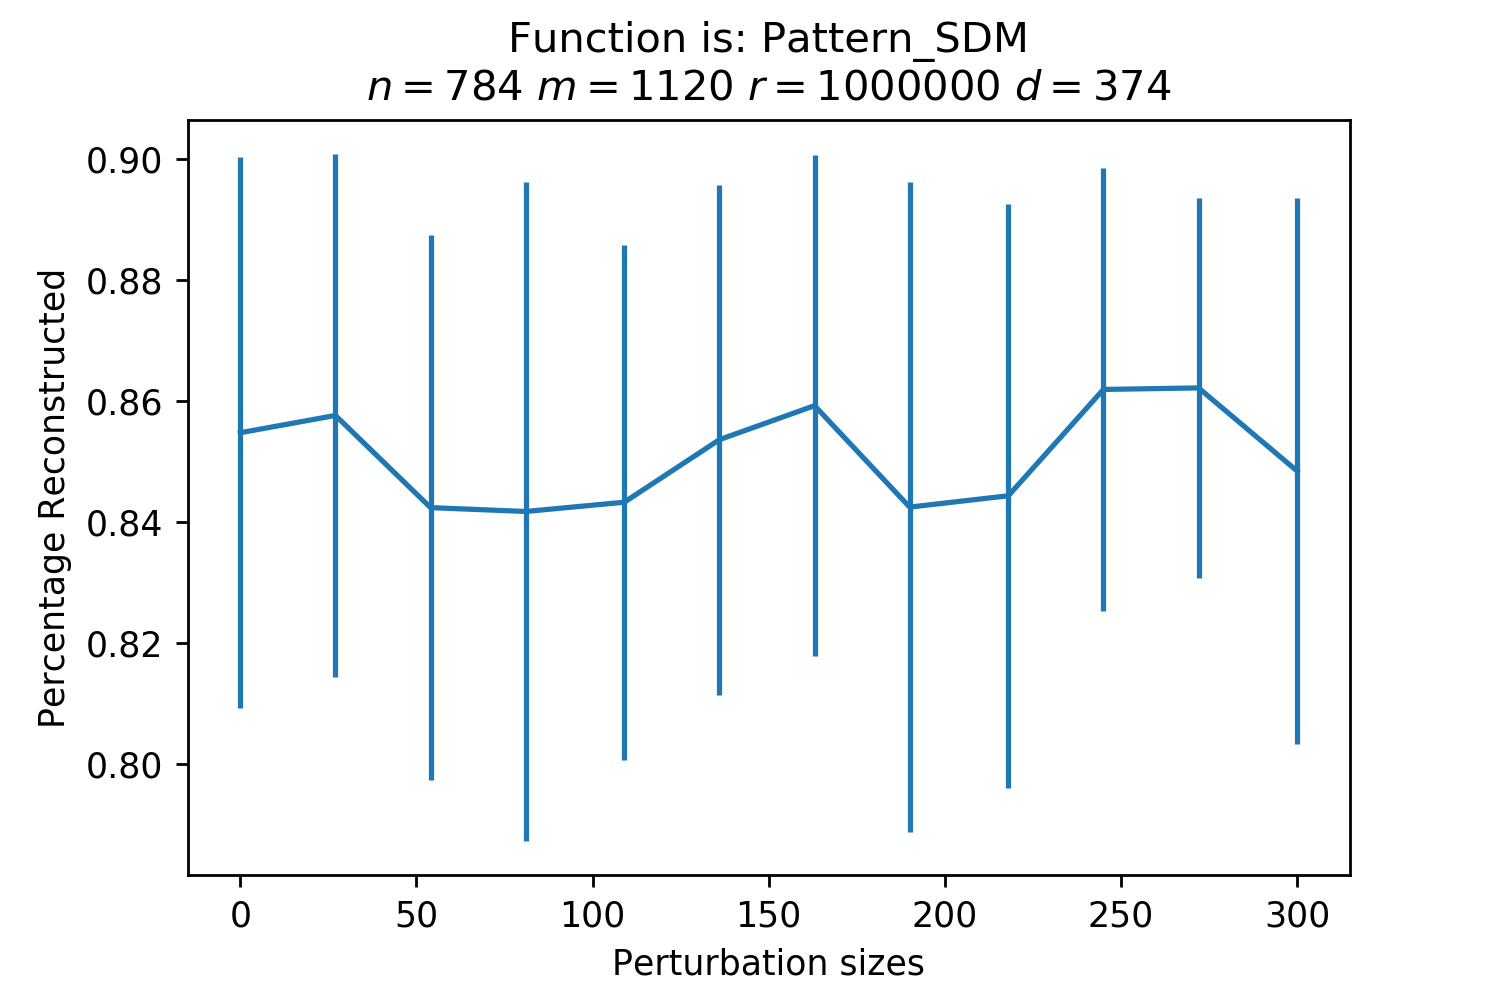 Function is: Pattern_SDM
n = 784 m = 1120 r = 1000000 d = 374
Percentage Reconstructed
0.90
0.88
0.86
0.84
0.82
0.80
0 50 100 150 200 250 300
Perturbation sizes